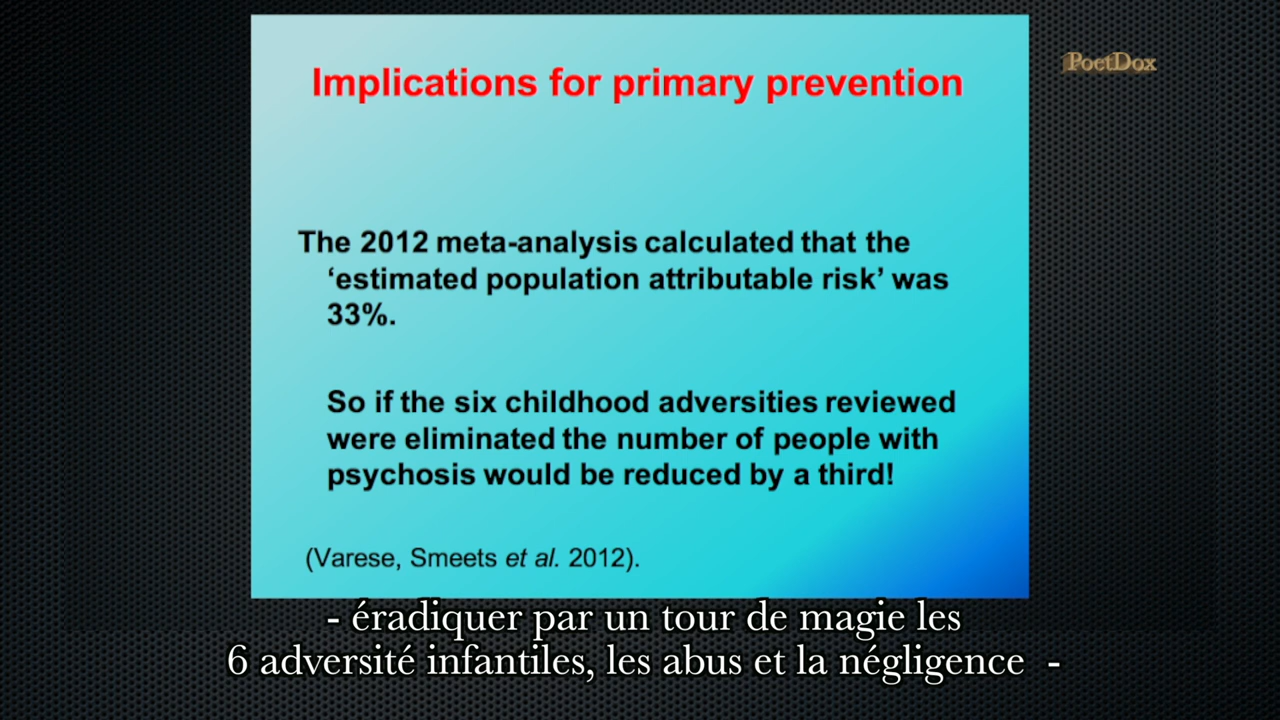 PoetDox
Implications for primary prevention
The 2012 meta-analysis calculated that the
‘estimated population attributable risk’ was
33%.
So if the six childhood adversities reviewed
were eliminated the number of people with
psychosis would be reduced by a third!
(Varese, Smeets et al. 2012).
- éradiquer par un tour de magie les
6 adversité infantiles, les abus et la négligence -